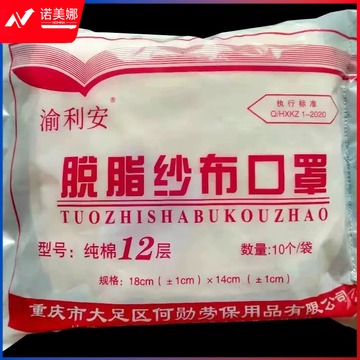 诺美娜
渝利安®
执行标准
Q/HXKZ 1-2020
脱脂纱布口罩
TUOZHISHABUKOUZHAO
型号：纯棉12层
数量：10个/袋
规格：18cm（±1cm）×14cm（±1cm）
重庆市大足区何勋劳保用品有限公司